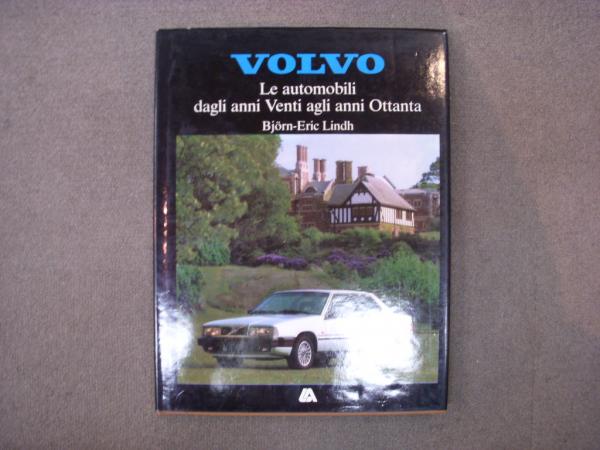 VOLVO
Le automobili
dagli anni Venti agli anni Ottanta
Björn-Eric Lindh